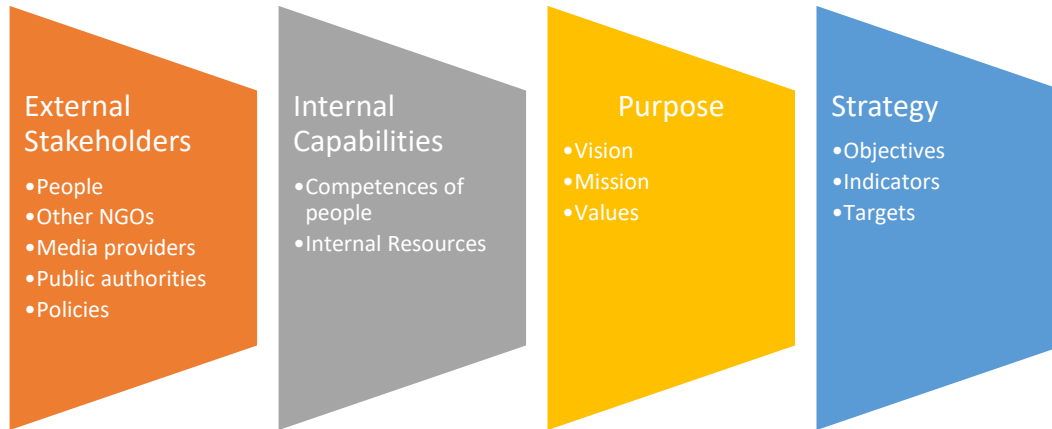 External
Stakeholders
•People
•Other NGOs
•Media providers
•Public authorities
•Policies
Internal
Capabilities
•Competences of
people
•Internal Resources
Purpose
•Vision
•Mission
•Values
Strategy
•Objectives
•Indicators
•Targets